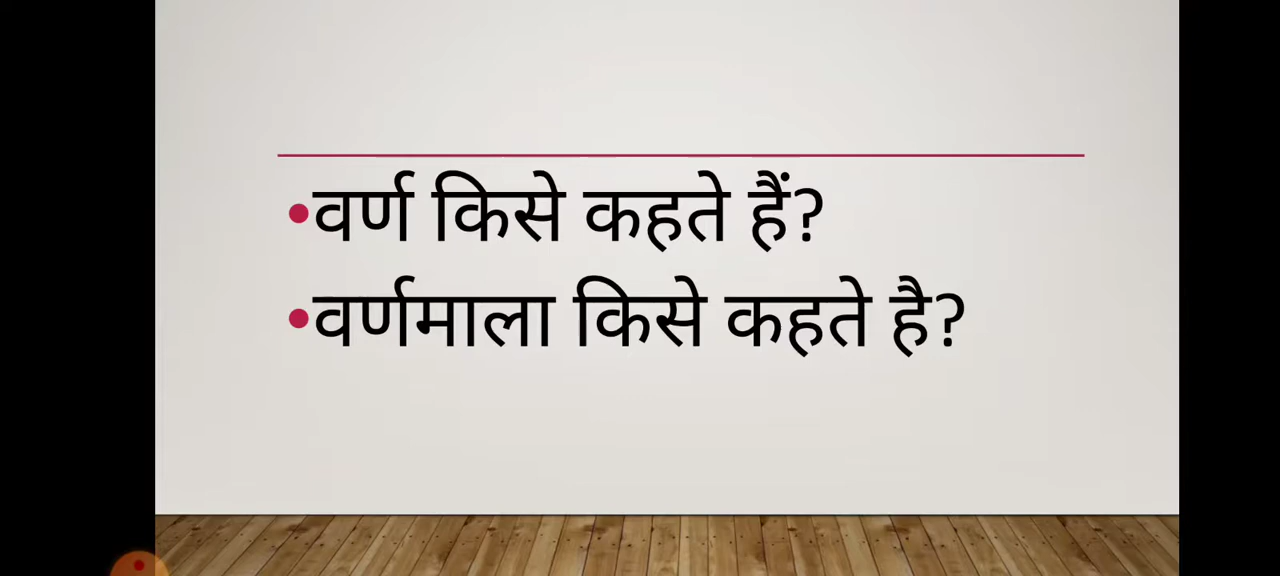 •वर्ण किसे कहते हैं?
•वर्णमाला किसे कहते है?